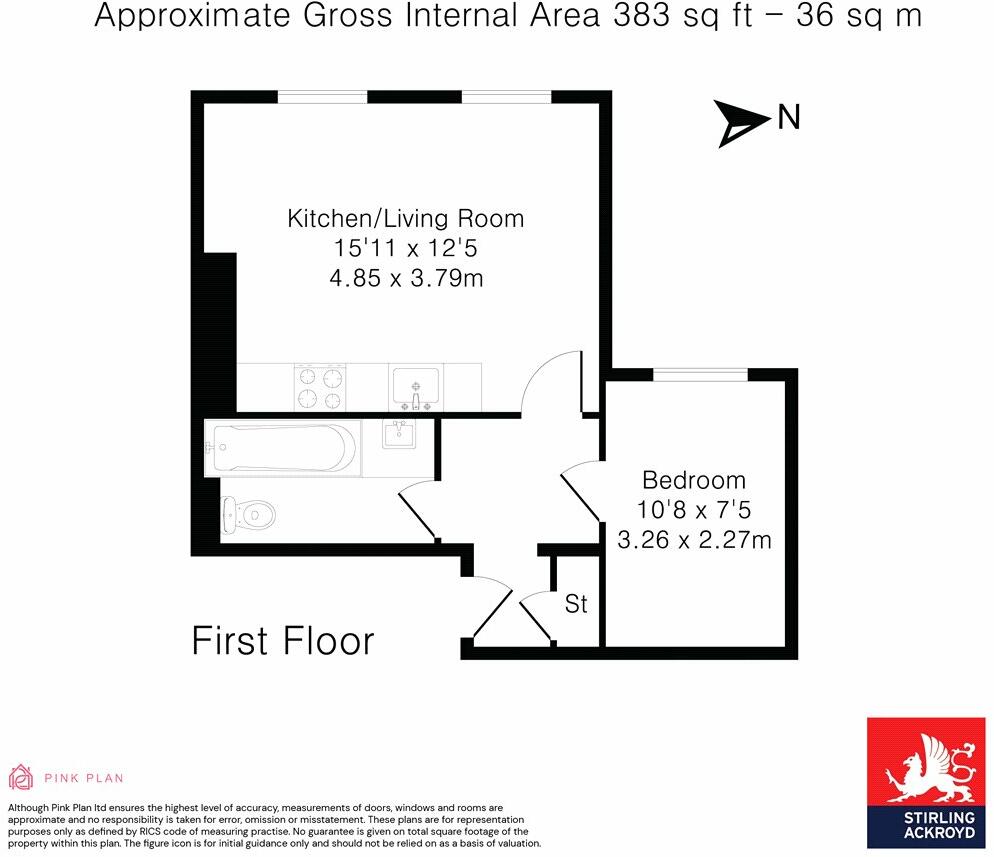 Approximate Gross Internal Area 383 sq ft – 36 sq m
N
Kitchen/Living Room
15'11 x 12'5
4.85 x 3.79m
Bedroom
10'8 x 7'5
3.26 x 2.27m
St
First Floor
PINK PLAN
Although Pink Plan ltd ensures the highest level of accuracy, measurements of doors, windows and rooms are
approximate and no responsibility is taken for error, omission or misstatement. These plans are for representation
purposes only as defined by RICS code of measuring practise. No guarantee is given on total square footage of the
property within this plan. The figure icon is for initial guidance only and should not be relied on as a basis of valuation.
STIRLING
ACKROYD